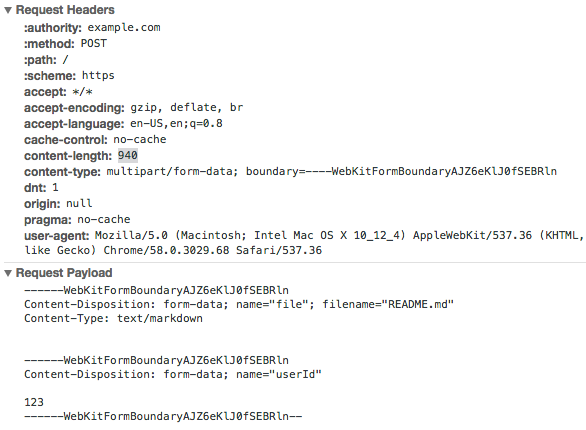 Request Headers
:authority: example.com
:method: POST
:path: /
:scheme: https
accept: */*
accept-encoding: gzip, deflate, br
accept-language: en-US,en;q=0.8
cache-control: no-cache
content-length: 940
content-type: multipart/form-data; boundary=----WebKitFormBoundaryAJZ6eKlJ0fSEBRln
dnt: 1
origin: null
pragma: no-cache
user-agent: Mozilla/5.0 (Macintosh; Intel Mac OS X 10_12_4) AppleWebKit/537.36 (KHTML,
like Gecko) Chrome/58.0.3029.68 Safari/537.36
Request Payload
------WebKitFormBoundaryAJZ6eKlJ0fSEBRln
Content-Disposition: form-data; name="file"; filename="README.md"
Content-Type: text/markdown
------WebKitFormBoundaryAJZ6eKlJ0fSEBRln
Content-Disposition: form-data; name="userId"
123
------WebKitFormBoundaryAJZ6eKlJ0fSEBRln--